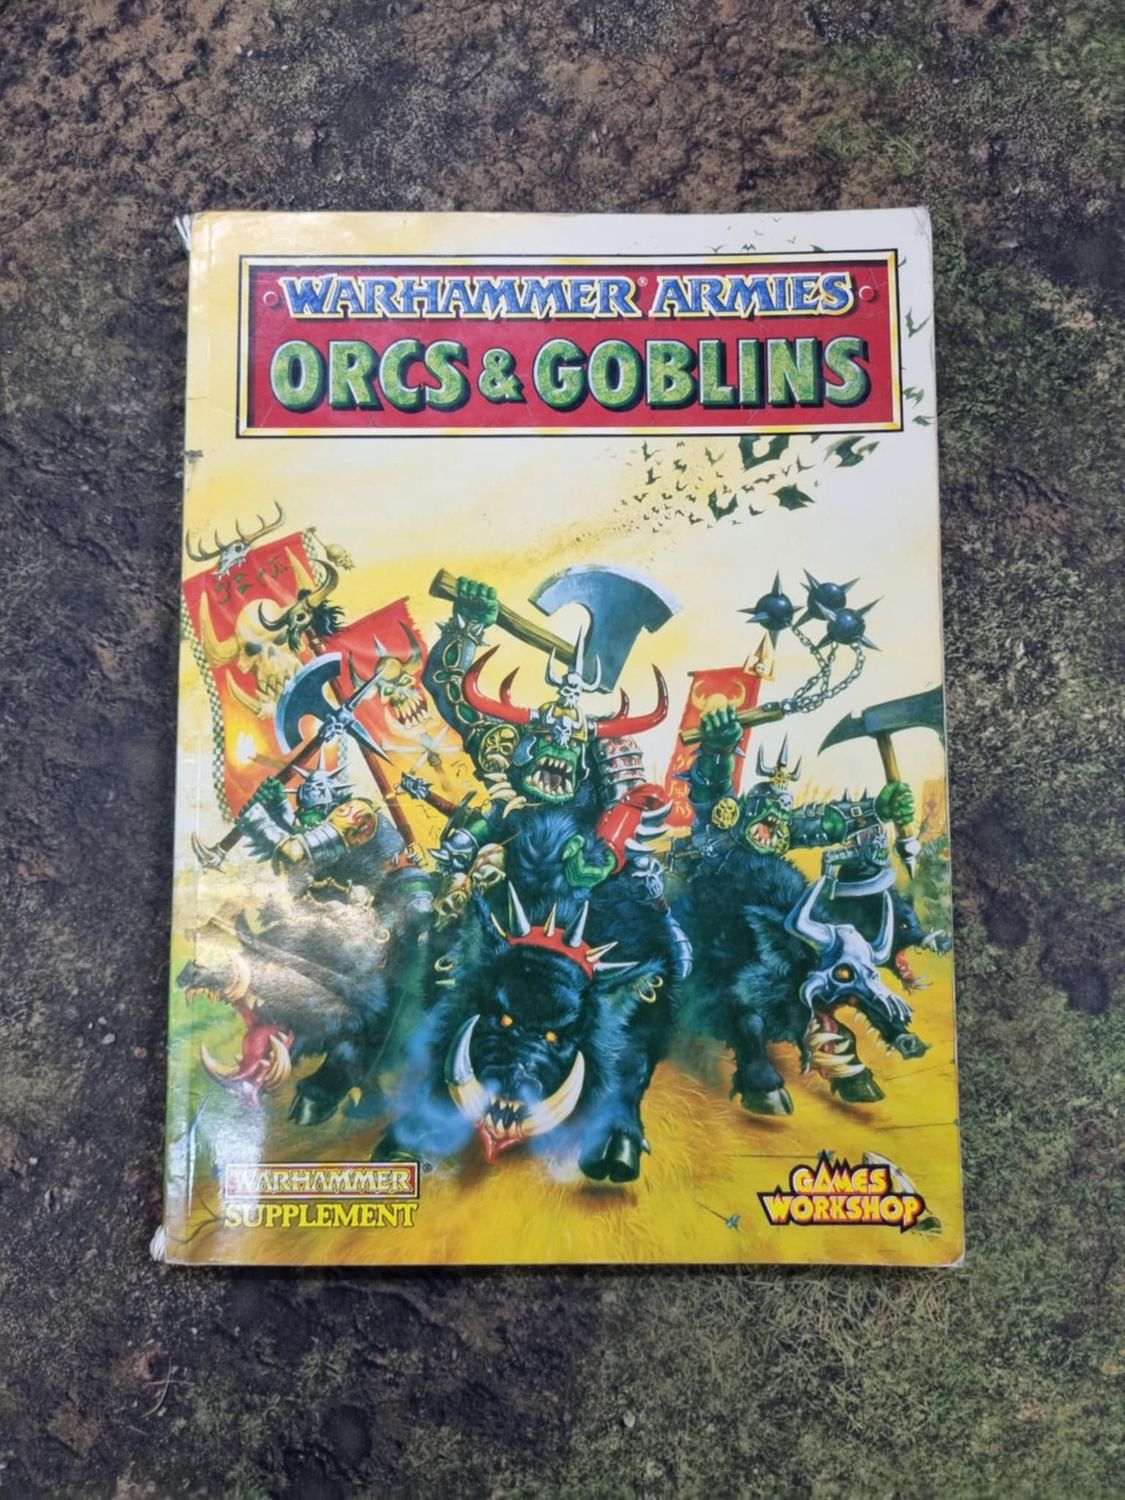 WARHAMMER® ARMIES
ORCS & GOBLINS
WARHAMMER®
SUPPLEMENT
GAMES
WORKSHOP